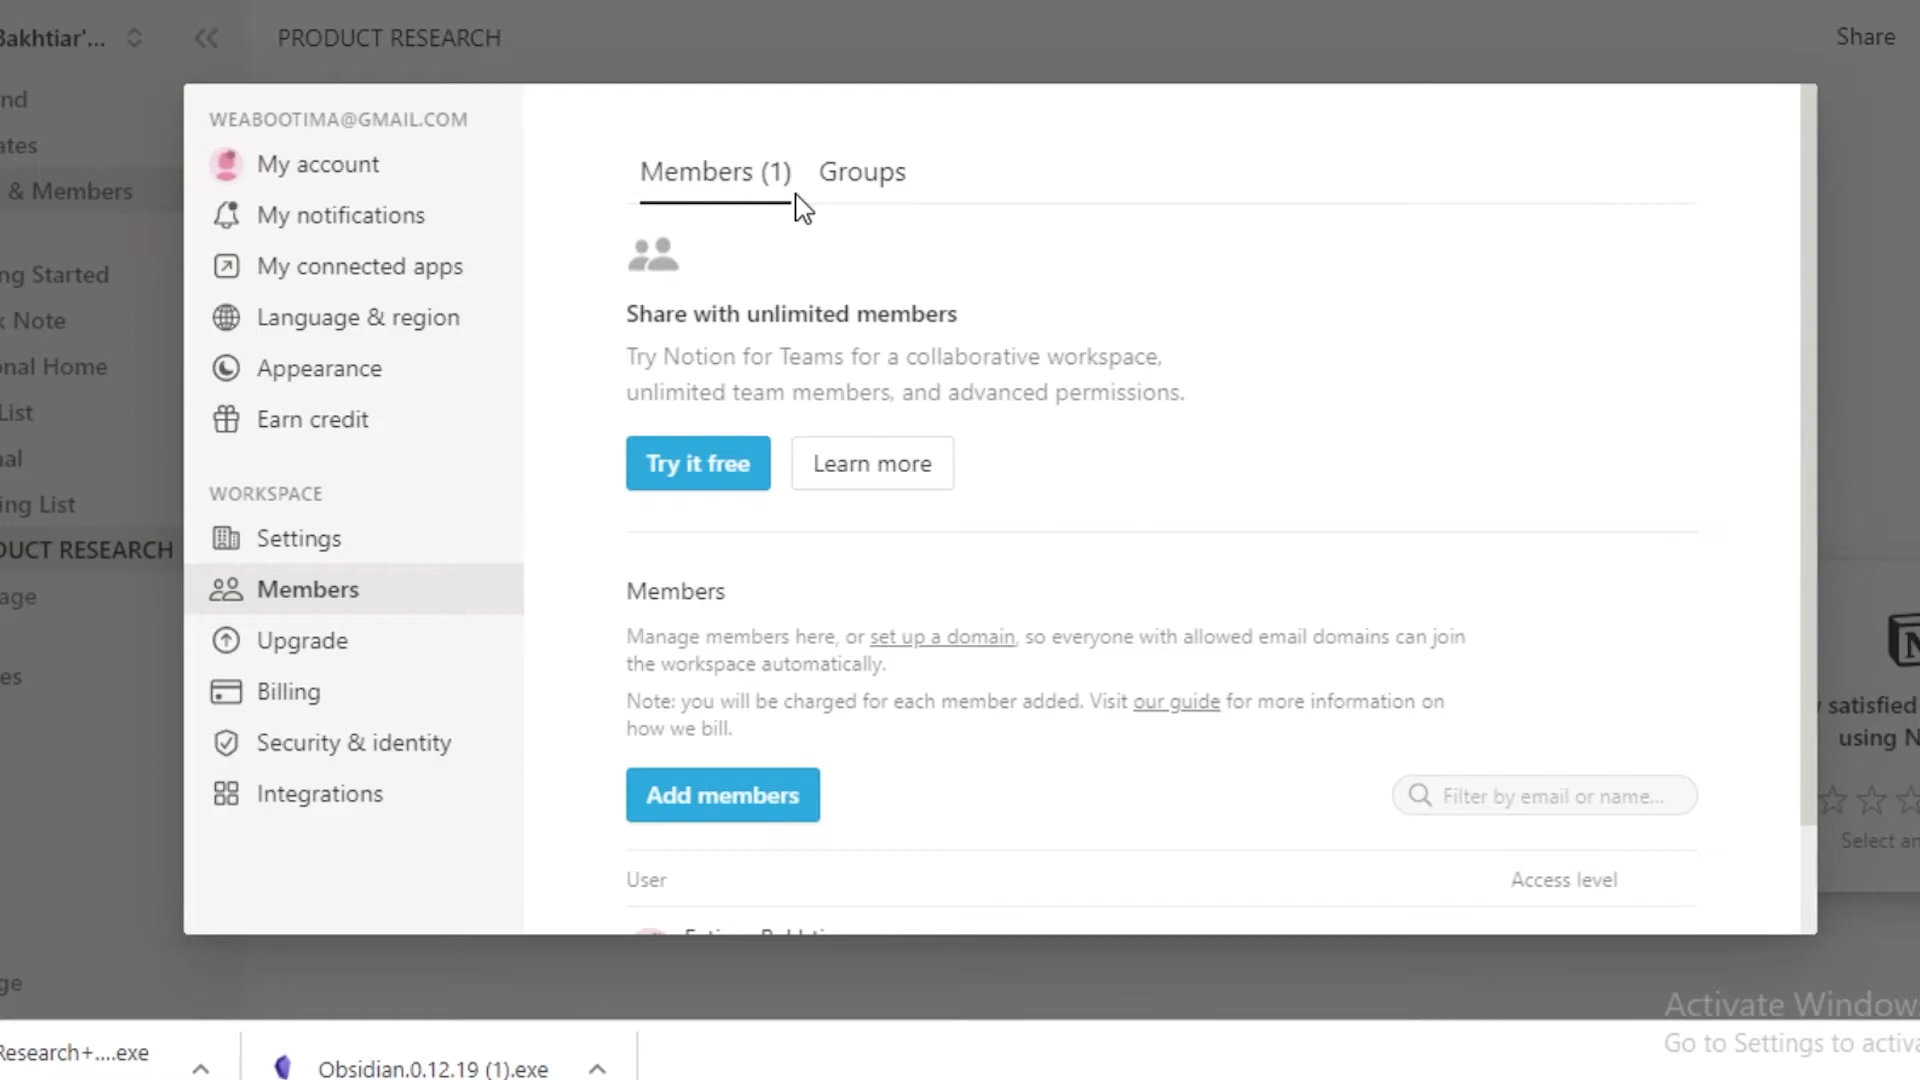 Bakhtiar'...
PRODUCT RESEARCH
Share
nd
ates
& Members
ng Started
k Note
onal Home
List
nal
ing List
DUCT RESEARCH
age
es
ge
WEABOOTIMA@GMAIL.COM
My account
My notifications
My connected apps
Language & region
Appearance
Earn credit
WORKSPACE
Settings
Members
Upgrade
Billing
Security & identity
Integrations
Members (1) Groups
Share with unlimited members
Try Notion for Teams for a collaborative workspace,
unlimited team members, and advanced permissions.
Try it free Learn more
Members
Manage members here, or set up a domain, so everyone with allowed email domains can join
the workspace automatically.
Note: you will be charged for each member added. Visit our guide for more information on
how we bill.
Add members
Filter by email or name...
User Access level
satisfied
using N
Select an
Activate Window
Go to Settings to activa
Research+....exe
Obsidian.0.12.19 (1).exe